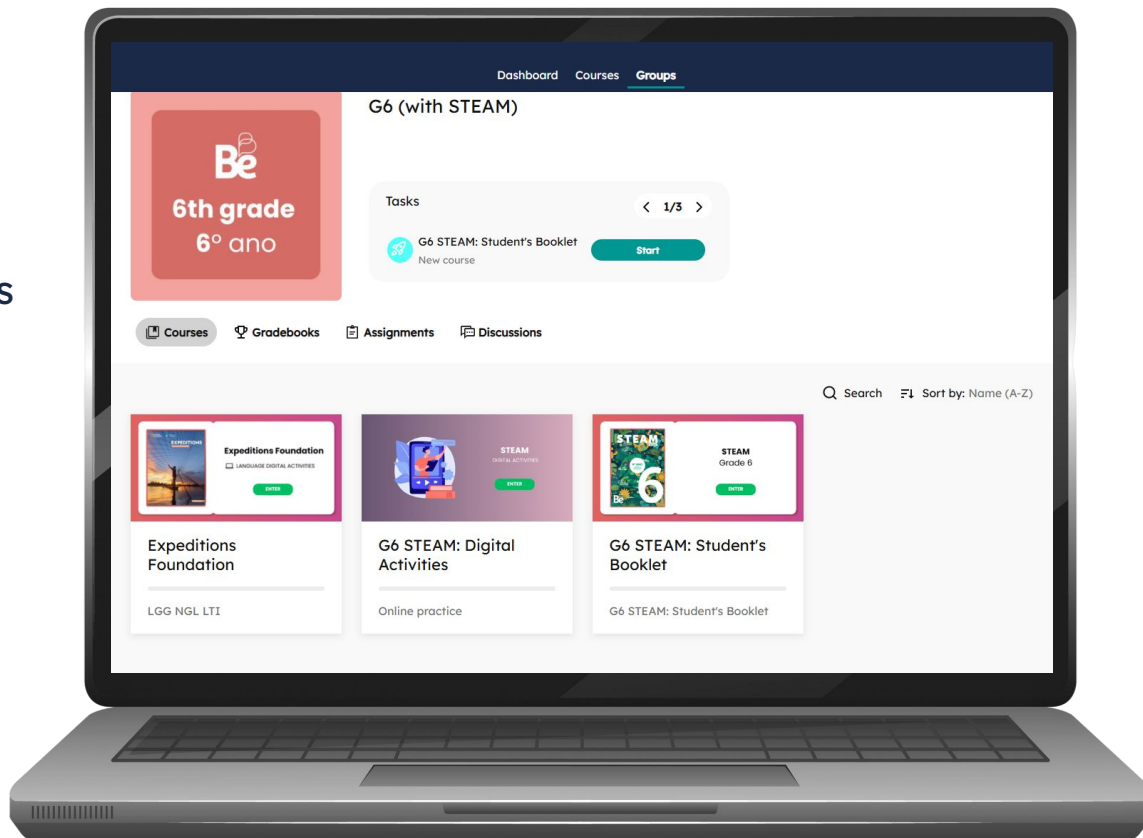 s
Dashboard Courses Groups
G6 (with STEAM)
Be
6th grade
6º ano
Tasks
1/3
G6 STEAM: Student's Booklet
New course
Start
Courses Gradebooks Assignments Discussions
Search Sort by: Name (A-Z)
EXPEDITIONS
Expeditions Foundation
LANGUAGE DIGITAL ACTIVITIES
ENTER
STEAM
DIGITAL ACTIVITIES
ENTER
STEAM
6
Be
STEAM
Grade 6
ENTER
Expeditions
Foundation
LGG NGL LTI
G6 STEAM: Digital
Activities
Online practice
G6 STEAM: Student's
Booklet
G6 STEAM: Student's Booklet